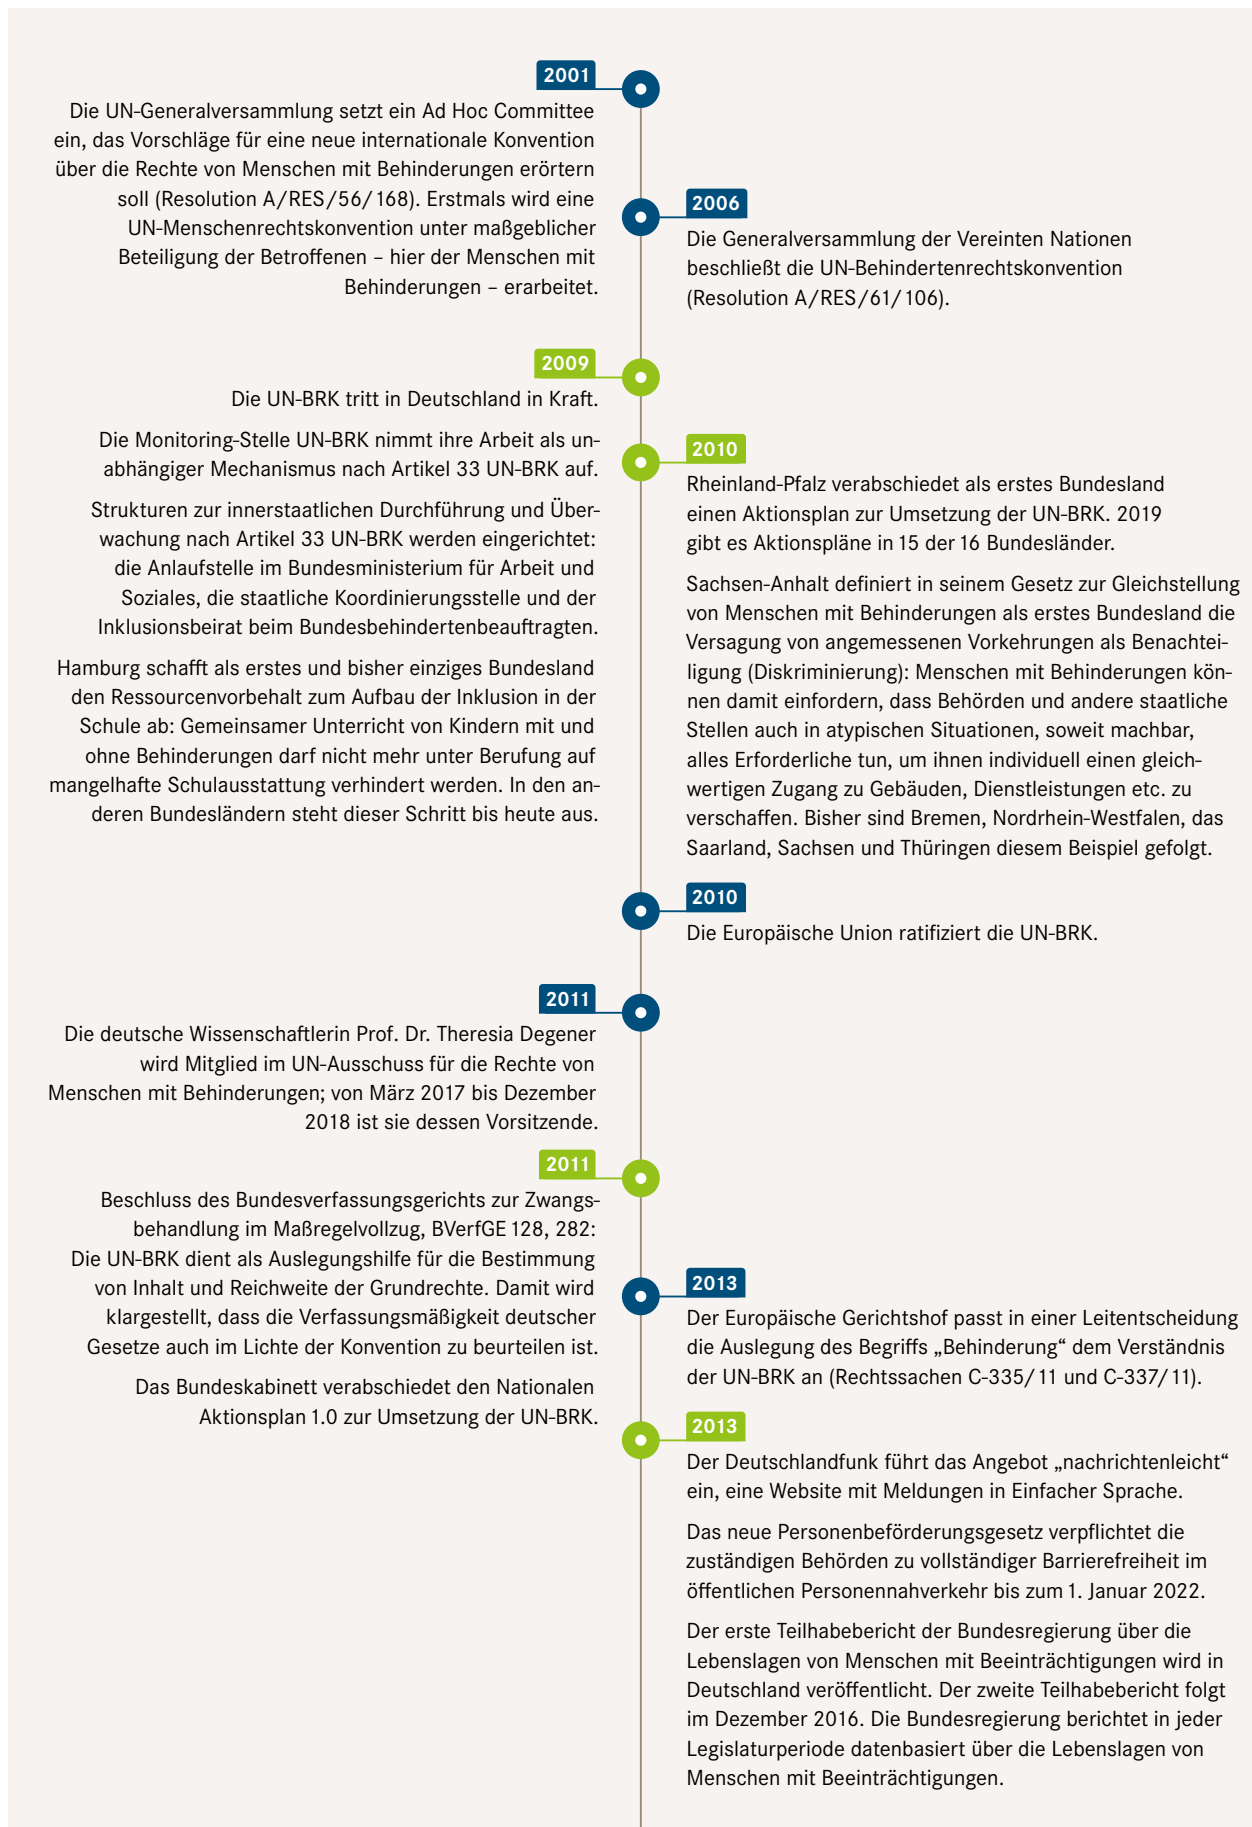 2001
Die UN-Generalversammlung setzt ein Ad Hoc Committee
ein, das Vorschläge für eine neue internationale Konvention
über die Rechte von Menschen mit Behinderungen erörtern
soll (Resolution A/RES/56/168). Erstmals wird eine
UN-Menschenrechtskonvention unter maßgeblicher
Beteiligung der Betroffenen – hier der Menschen mit
Behinderungen – erarbeitet.
2006
Die Generalversammlung der Vereinten Nationen
beschließt die UN-Behindertenrechtskonvention
(Resolution A/RES/61/106).
2009
Die UN-BRK tritt in Deutschland in Kraft.
Die Monitoring-Stelle UN-BRK nimmt ihre Arbeit als un-
abhängiger Mechanismus nach Artikel 33 UN-BRK auf.
Strukturen zur innerstaatlichen Durchführung und Über-
wachung nach Artikel 33 UN-BRK werden eingerichtet:
die Anlaufstelle im Bundesministerium für Arbeit und
Soziales, die staatliche Koordinierungsstelle und der
Inklusionsbeirat beim Bundesbehindertenbeauftragten.
Hamburg schafft als erstes und bisher einziges Bundesland
den Ressourcenvorbehalt zum Aufbau der Inklusion in der
Schule ab: Gemeinsamer Unterricht von Kindern mit und
ohne Behinderungen darf nicht mehr unter Berufung auf
mangelhafte Schulausstattung verhindert werden. In den an-
deren Bundesländern steht dieser Schritt bis heute aus.
2010
Rheinland-Pfalz verabschiedet als erstes Bundesland
einen Aktionsplan zur Umsetzung der UN-BRK. 2019
gibt es Aktionspläne in 15 der 16 Bundesländer.
Sachsen-Anhalt definiert in seinem Gesetz zur Gleichstellung
von Menschen mit Behinderungen als erstes Bundesland die
Versagung von angemessenen Vorkehrungen als Benachtei-
ligung (Diskriminierung): Menschen mit Behinderungen kön-
nen damit einfordern, dass Behörden und andere staatliche
Stellen auch in atypischen Situationen, soweit machbar,
alles Erforderliche tun, um ihnen individuell einen gleich-
wertigen Zugang zu Gebäuden, Dienstleistungen etc. zu
verschaffen. Bisher sind Bremen, Nordrhein-Westfalen, das
Saarland, Sachsen und Thüringen diesem Beispiel gefolgt.
2010
Die Europäische Union ratifiziert die UN-BRK.
2011
Die deutsche Wissenschaftlerin Prof. Dr. Theresia Degener
wird Mitglied im UN-Ausschuss für die Rechte von
Menschen mit Behinderungen; von März 2017 bis Dezember
2018 ist sie dessen Vorsitzende.
2011
Beschluss des Bundesverfassungsgerichts zur Zwangs-
behandlung im Maßregelvollzug, BVerfGE 128, 282:
Die UN-BRK dient als Auslegungshilfe für die Bestimmung
von Inhalt und Reichweite der Grundrechte. Damit wird
klargestellt, dass die Verfassungsmäßigkeit deutscher
Gesetze auch im Lichte der Konvention zu beurteilen ist.
Das Bundeskabinett verabschiedet den Nationalen
Aktionsplan 1.0 zur Umsetzung der UN-BRK.
2013
Der Europäische Gerichtshof passt in einer Leitentscheidung
die Auslegung des Begriffs „Behinderung“ dem Verständnis
der UN-BRK an (Rechtssachen C-335/11 und C-337/11).
2013
Der Deutschlandfunk führt das Angebot „nachrichtenleicht“
ein, eine Website mit Meldungen in Einfacher Sprache.
Das neue Personenbeförderungsgesetz verpflichtet die
zuständigen Behörden zu vollständiger Barrierefreiheit im
öffentlichen Personennahverkehr bis zum 1. Januar 2022.
Der erste Teilhabebericht der Bundesregierung über die
Lebenslagen von Menschen mit Beeinträchtigungen wird in
Deutschland veröffentlicht. Der zweite Teilhabebericht folgt
im Dezember 2016. Die Bundesregierung berichtet in jeder
Legislaturperiode datenbasiert über die Lebenslagen von
Menschen mit Beeinträchtigungen.